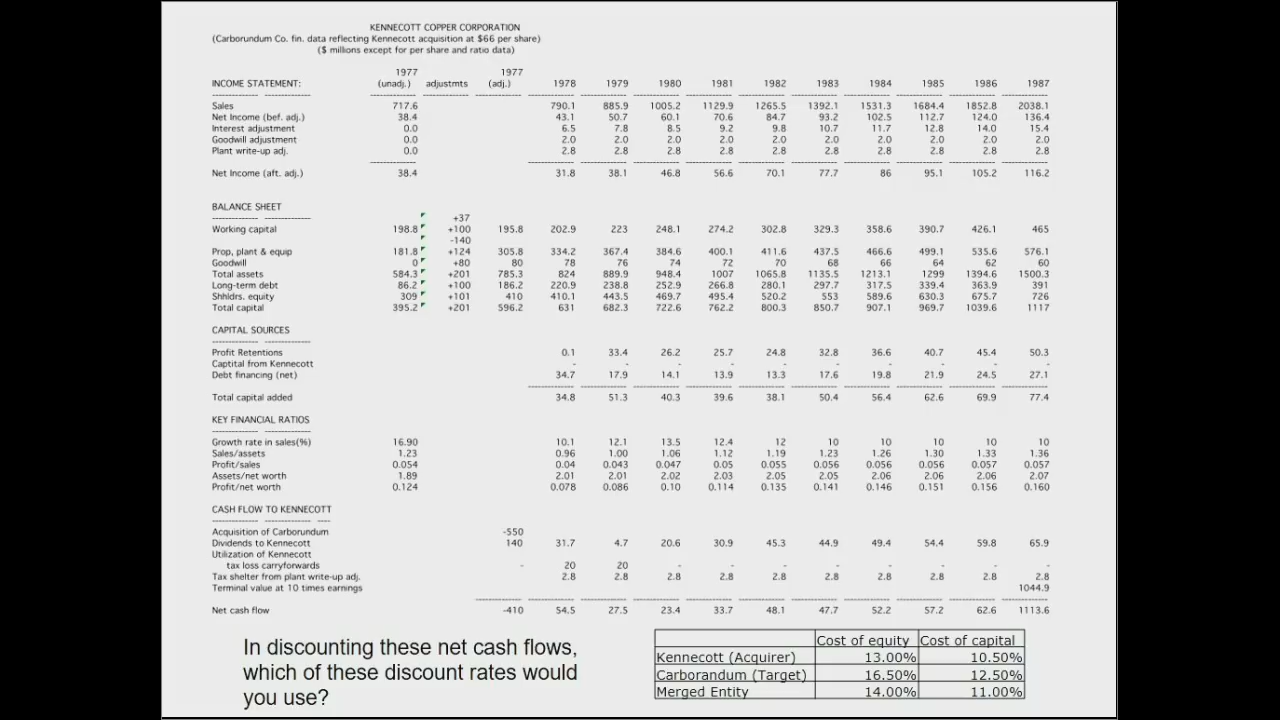 KENNECOTT COPPER CORPORATION
(Carborundum Co. fin. data reflecting Kennecott acquisition at $66 per share)
($ millions except for per share and ratio data)
1977 1977
INCOME STATEMENT: (unadj.) adjustmts (adj.) 1978 1979 1980 1981 1982 1983 1984 1985 1986 1987
Sales 717.6 790.1 885.9 1005.2 1129.9 1265.5 1392.1 1531.3 1684.4 1852.8 2038.1
Net Income (bef. adj.) 38.4 43.1 50.7 60.1 70.6 84.7 93.2 102.5 112.7 124.0 136.4
Interest adjustment 0.0 6.5 7.8 8.5 9.2 9.8 10.7 11.7 12.8 14.0 15.4
Goodwill adjustment 0.0 2.0 2.0 2.0 2.0 2.0 2.0 2.0 2.0 2.0 2.0
Plant write-up adj. 0.0 2.8 2.8 2.8 2.8 2.8 2.8 2.8 2.8 2.8 2.8
Net Income (aft. adj.) 38.4 31.8 38.1 46.8 56.6 70.1 77.7 86 95.1 105.2 116.2
BALANCE SHEET
+37
Working capital 198.8 +100 195.8 202.9 223 248.1 274.2 302.8 329.3 358.6 390.7 426.1 465
-140
Prop, plant & equip 181.8 +124 305.8 334.2 367.4 384.6 400.1 411.6 437.5 466.6 499.1 535.6 576.1
Goodwill 0 +80 80 78 76 74 72 70 68 66 64 62 60
Total assets 584.3 +201 785.3 824 889.9 948.4 1007 1065.8 1135.5 1213.1 1299 1394.6 1500.3
Long-term debt 86.2 +100 186.2 220.9 238.8 252.9 266.8 280.1 297.7 317.5 339.4 363.9 391
Shhldrs. equity 309 +101 410 410.1 443.5 469.7 495.4 520.2 553 589.6 630.3 675.7 726
Total capital 395.2 +201 596.2 631 682.3 722.6 762.2 800.3 850.7 907.1 969.7 1039.6 1117
CAPITAL SOURCES
Profit Retentions 0.1 33.4 26.2 25.7 24.8 32.8 36.6 40.7 45.4 50.3
Captital from Kennecott - - - - - - - - - -
Debt financing (net) 34.7 17.9 14.1 13.9 13.3 17.6 19.8 21.9 24.5 27.1
Total capital added 34.8 51.3 40.3 39.6 38.1 50.4 56.4 62.6 69.9 77.4
KEY FINANCIAL RATIOS
Growth rate in sales(%) 16.90 10.1 12.1 13.5 12.4 12 10 10 10 10 10
Sales/assets 1.23 0.96 1.00 1.06 1.12 1.19 1.23 1.26 1.30 1.33 1.36
Profit/sales 0.054 0.04 0.043 0.047 0.05 0.055 0.056 0.056 0.056 0.057 0.057
Assets/net worth 1.89 2.01 2.01 2.02 2.03 2.05 2.05 2.06 2.06 2.06 2.07
Profit/net worth 0.124 0.078 0.086 0.10 0.114 0.135 0.141 0.146 0.151 0.156 0.160
CASH FLOW TO KENNECOTT
Acquisition of Carborundum -550
Dividends to Kennecott 140 31.7 4.7 20.6 30.9 45.3 44.9 49.4 54.4 59.8 65.9
Utilization of Kennecott
tax loss carryforwards - 20 20 - - - - - - - -
Tax shelter from plant write-up adj. 2.8 2.8 2.8 2.8 2.8 2.8 2.8 2.8 2.8 2.8
Terminal value at 10 times earnings 1044.9
Net cash flow -410 54.5 27.5 23.4 33.7 48.1 47.7 52.2 57.2 62.6 1113.6
In discounting these net cash flows,
which of these discount rates would
you use?
Cost of equity Cost of capital
Kennecott (Acquirer) 13.00% 10.50%
Carborandum (Target) 16.50% 12.50%
Merged Entity 14.00% 11.00%